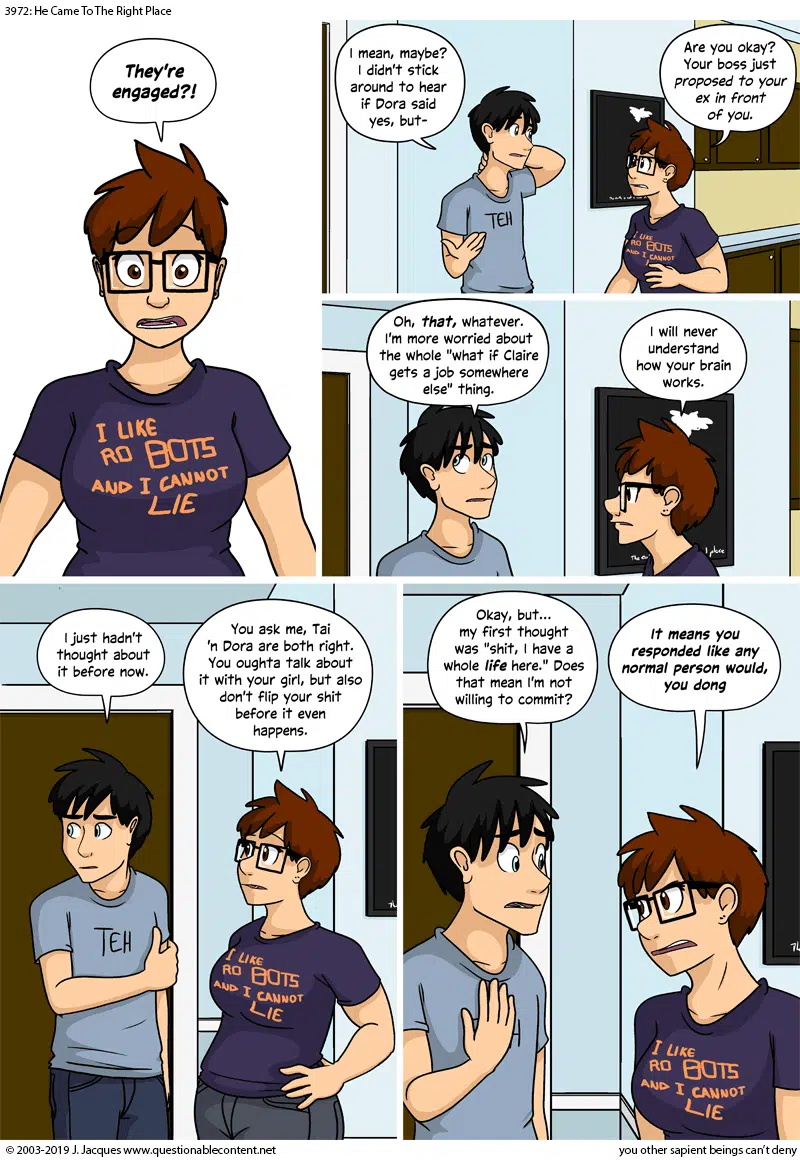 3972: He Came To The Right Place
They're
engaged?!
I LIKE
RO BOTS
AND I CANNOT
LIE
I mean, maybe?
I didn't stick
around to hear
if Dora said
yes, but-
Are you okay?
Your boss just
proposed to your
ex in front
of you.
TEH
I LIKE
RO BOTS
AND I CANNOT
Oh, that, whatever.
I'm more worried about
the whole "what if Claire
gets a job somewhere
else" thing.
I will never
understand
how your brain
works.
place
I just hadn't
thought about
it before now.
You ask me, Tai
'n Dora are both right.
You oughta talk about
it with your girl, but also
don't flip your shit
before it even
happens.
TEH
I LIKE
RO BOTS
AND I CANNOT
LIE
Okay, but...
my first thought
was "shit, I have a
whole life here." Does
that mean I'm not
willing to commit?
It means you
responded like any
normal person would,
you dong
I LIKE
RO BOTS
AND I CANNOT
LIE
© 2003-2019 J. Jacques www.questionablecontent.net
you other sapient beings can't deny